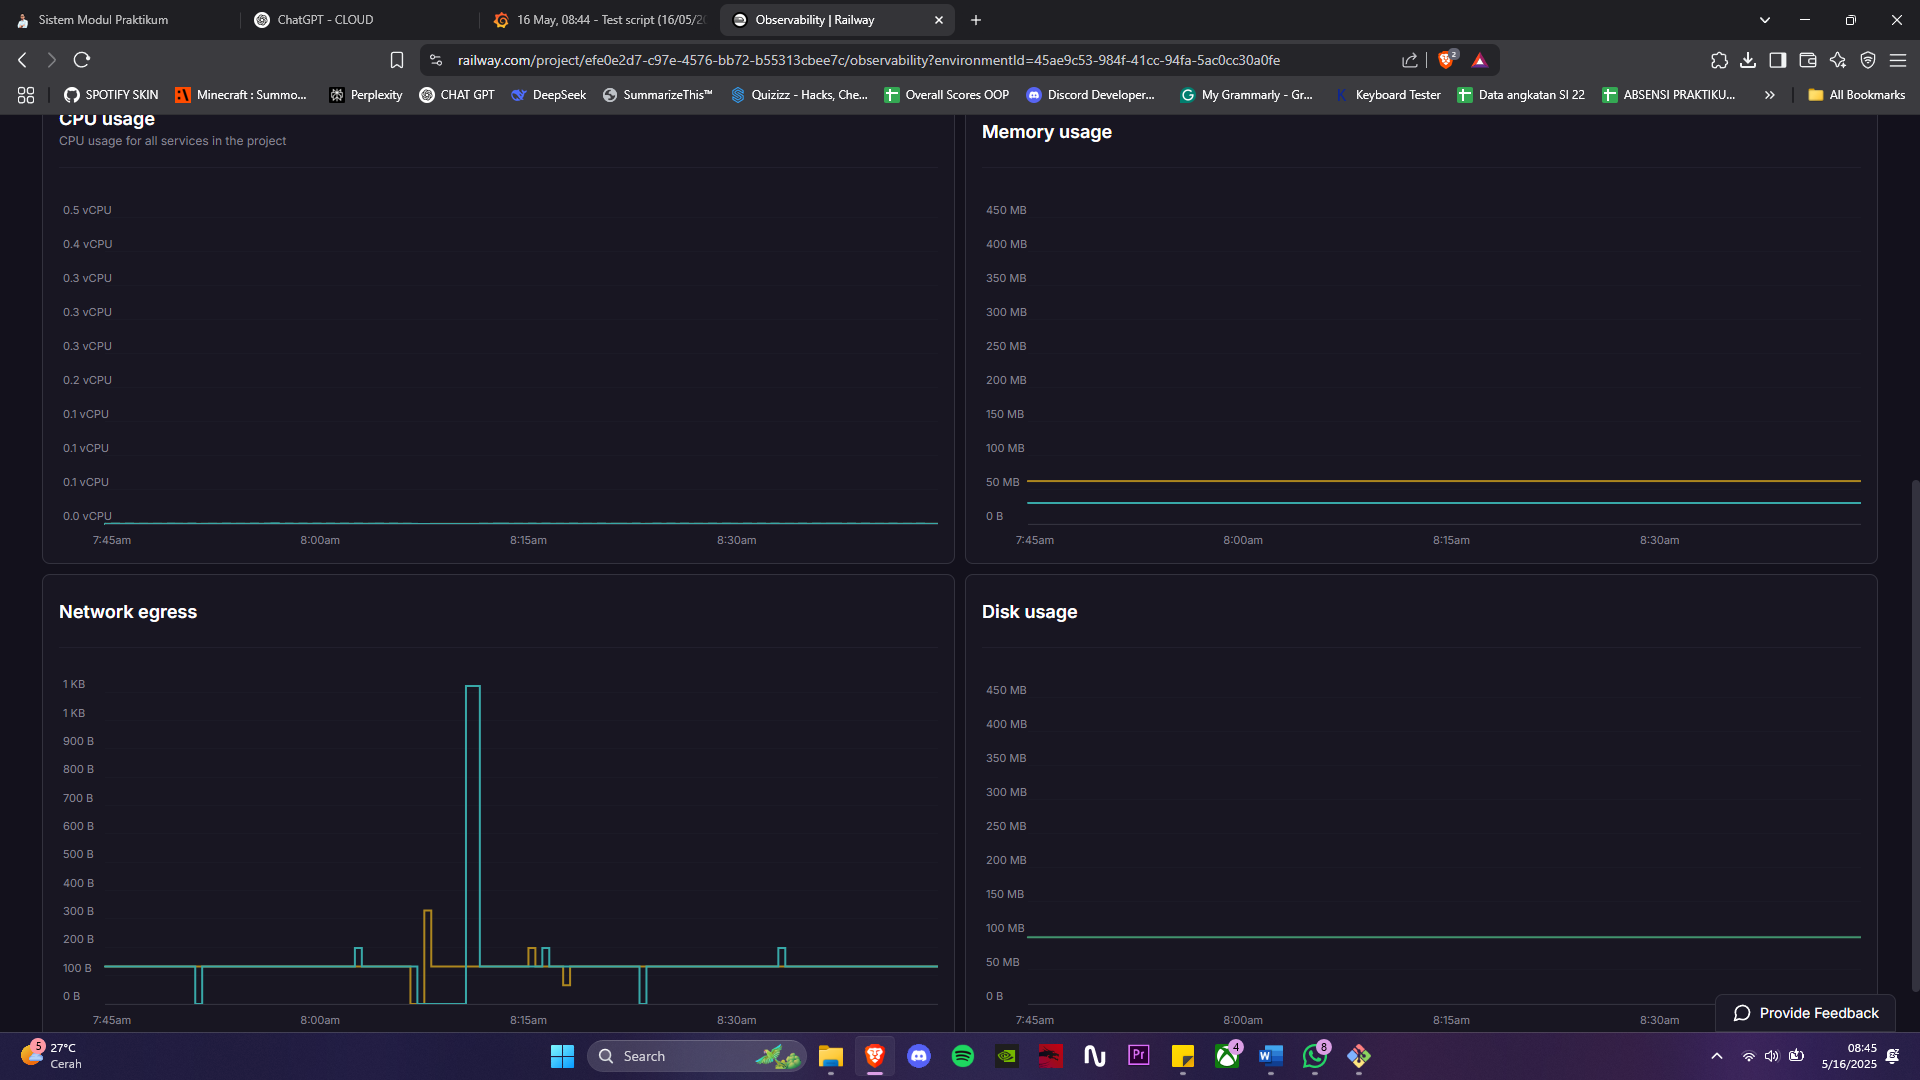 Sistem Modul Praktikum
ChatGPT - CLOUD
16 May, 08:44 - Test script (16/05/20
Observability | Railway
railway.com/project/efe0e2d7-c97e-4576-bb72-b55313cbee7c/observability?environmentId=45ae9c53-984f-41cc-94fa-5ac0cc30a0fe
2
SPOTIFY SKIN
Minecraft : Summo...
Perplexity
CHAT GPT
DeepSeek
SummarizeThis™
Quizizz - Hacks, Che...
Overall Scores OOP
Discord Developer...
My Grammarly - Gr...
Keyboard Tester
Data angkatan SI 22
ABSENSI PRAKTIKU...
All Bookmarks
CPU usage
CPU usage for all services in the project
0.5 vCPU
0.4 vCPU
0.3 vCPU
0.3 vCPU
0.3 vCPU
0.2 vCPU
0.1 vCPU
0.1 vCPU
0.1 vCPU
0.0 vCPU
7:45am 8:00am 8:15am 8:30am
Memory usage
450 MB
400 MB
350 MB
300 MB
250 MB
200 MB
150 MB
100 MB
50 MB
0 B
7:45am 8:00am 8:15am 8:30am
Network egress
1 KB
1 KB
900 B
800 B
700 B
600 B
500 B
400 B
300 B
200 B
100 B
0 B
7:45am 8:00am 8:15am 8:30am
Disk usage
450 MB
400 MB
350 MB
300 MB
250 MB
200 MB
150 MB
100 MB
50 MB
0 B
7:45am 8:00am 8:15am 8:30am
Provide Feedback
5
27°C
Cerah
Search
Pr
4
W
8
08:45
5/16/2025